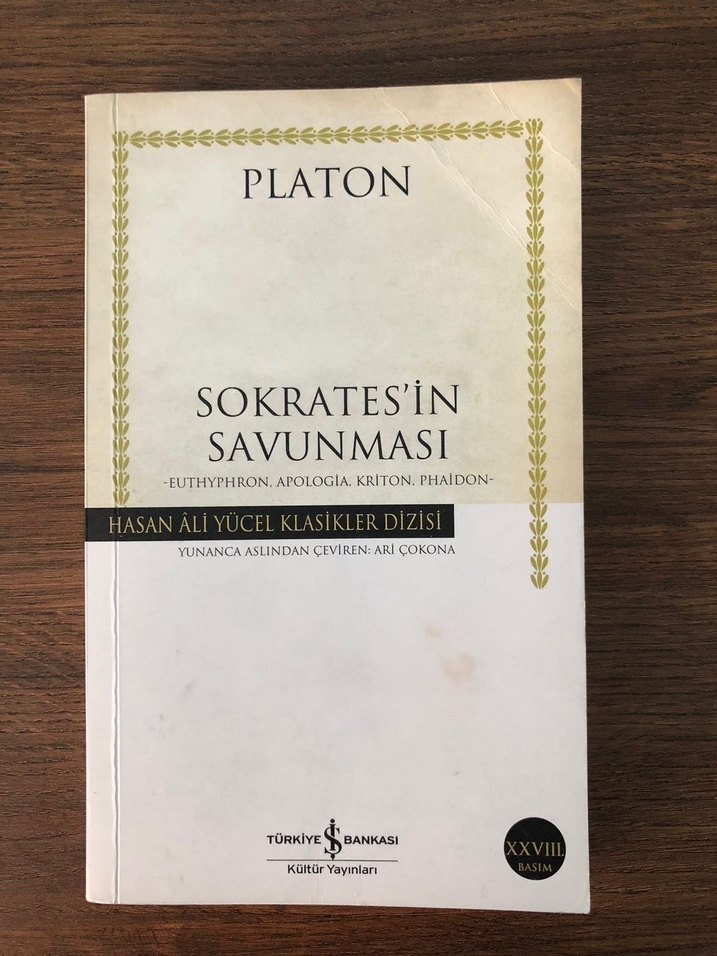 PLATON
SOKRATES'İN
SAVUNMASI
-EUTHYPHRON, APOLOGİA, KRİTON, PHAİDON-
HASAN ÂLİ YÜCEL KLASİKLER DİZİSİ
YUNANCA ASLINDAN ÇEVİREN: ARİ ÇOKONA
TÜRKİYE İŞ BANKASI
Kültür Yayınları
XXVIII.
BASIM